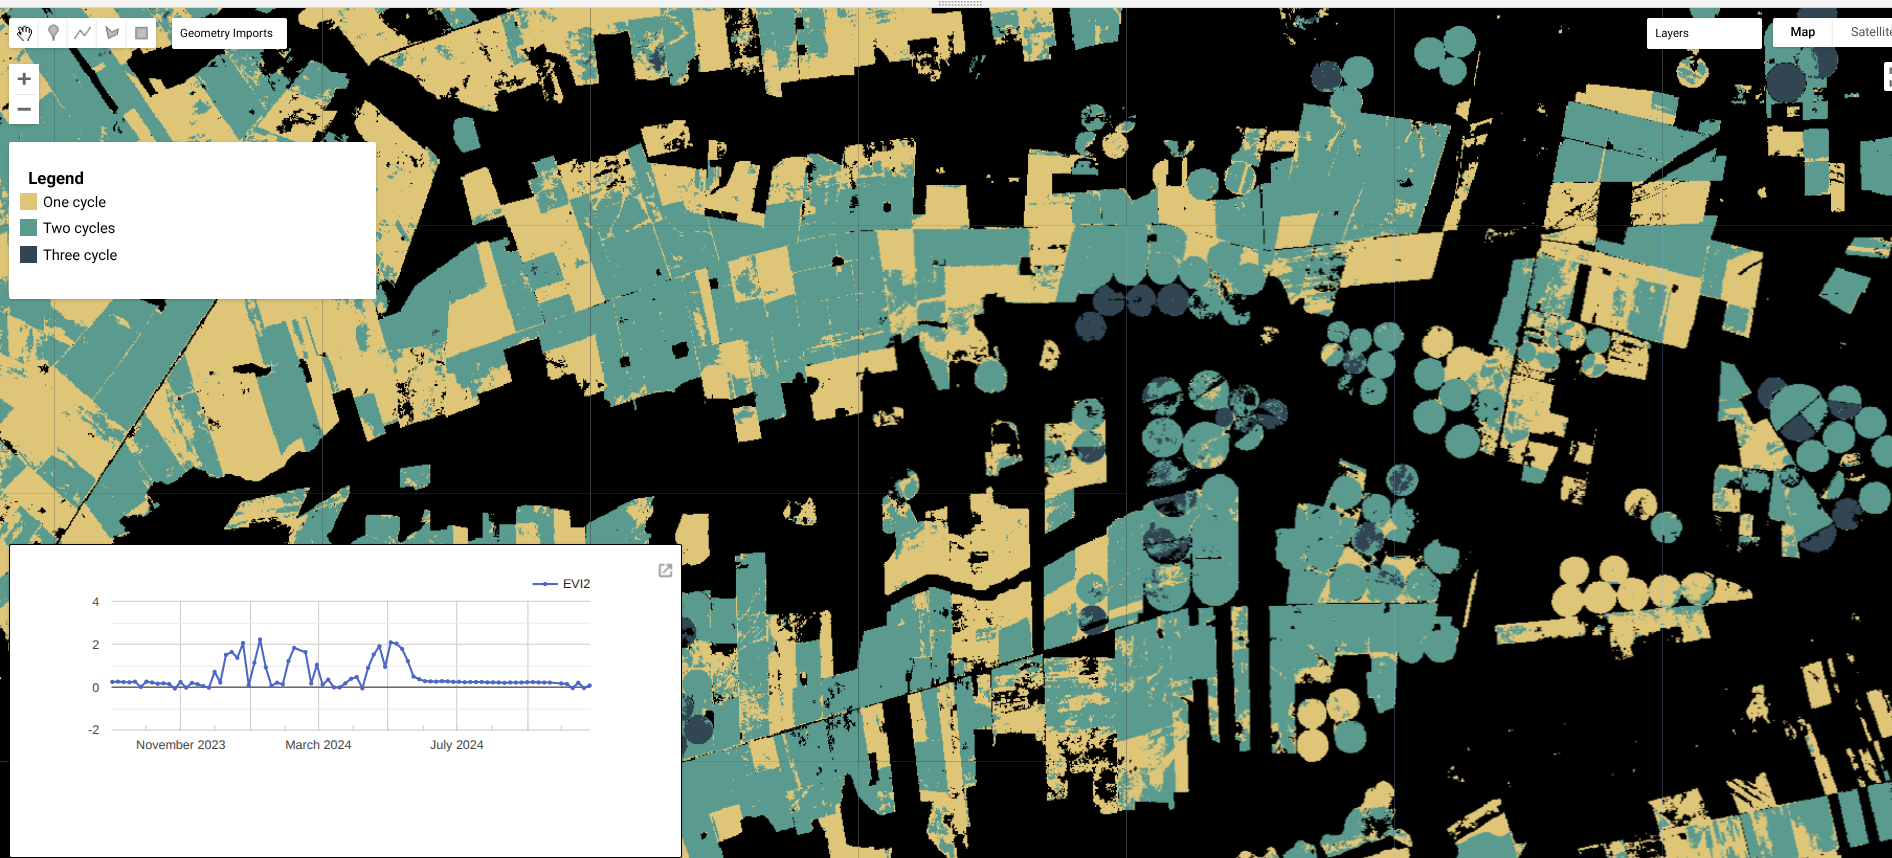 Geometry Imports
Layers
Map
Satellite
+
−
Legend
One cycle
Two cycles
Three cycle
EVI2
4
2
0
-2
November 2023
March 2024
July 2024